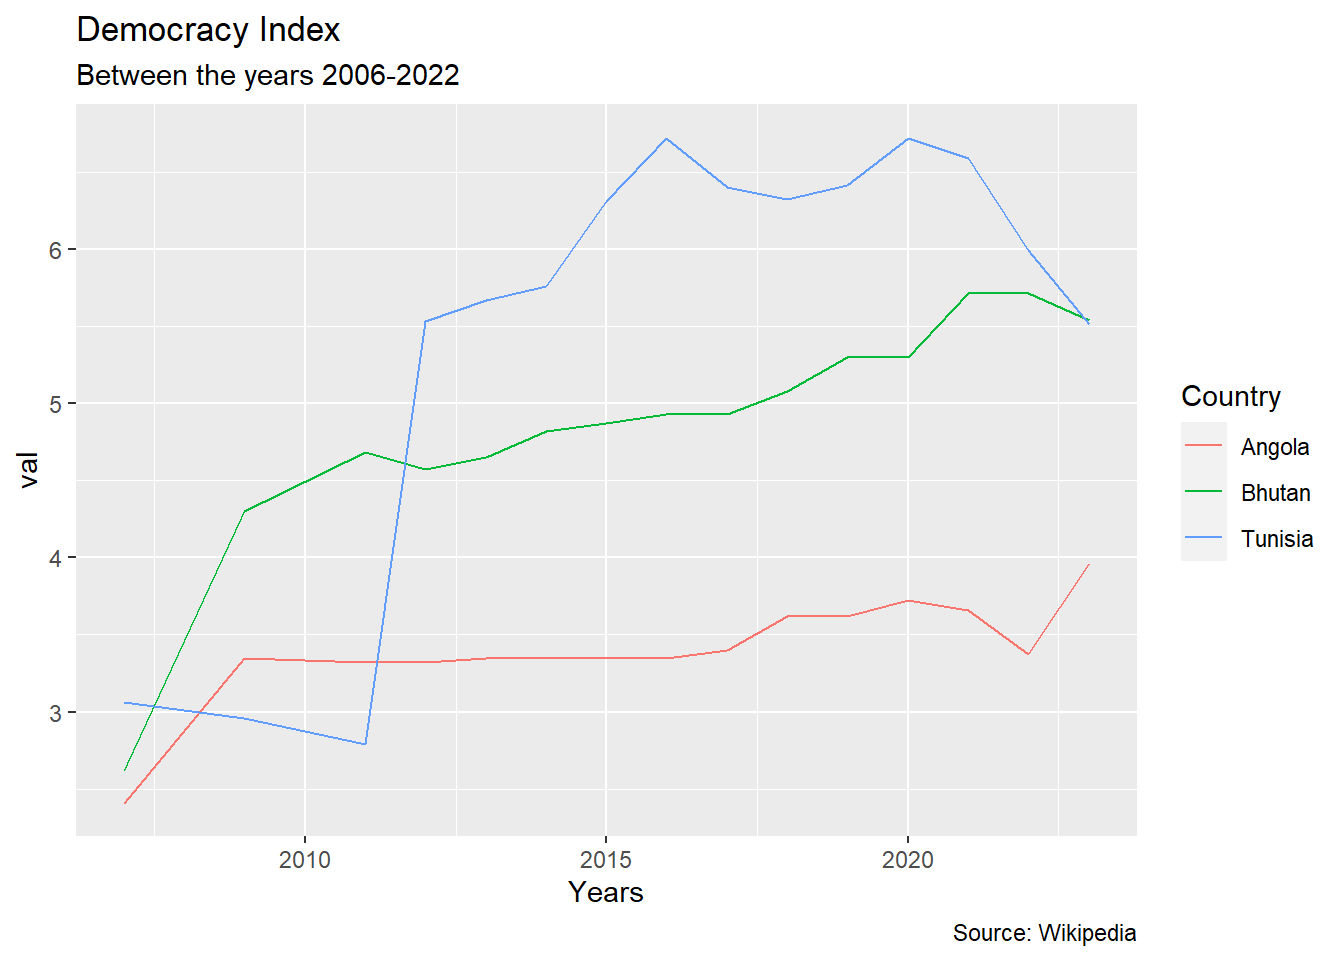 Democracy Index
Between the years 2006-2022
6
5
4
3
val
2010 2015 2020
Years
Country
Angola
Bhutan
Tunisia
Source: Wikipedia